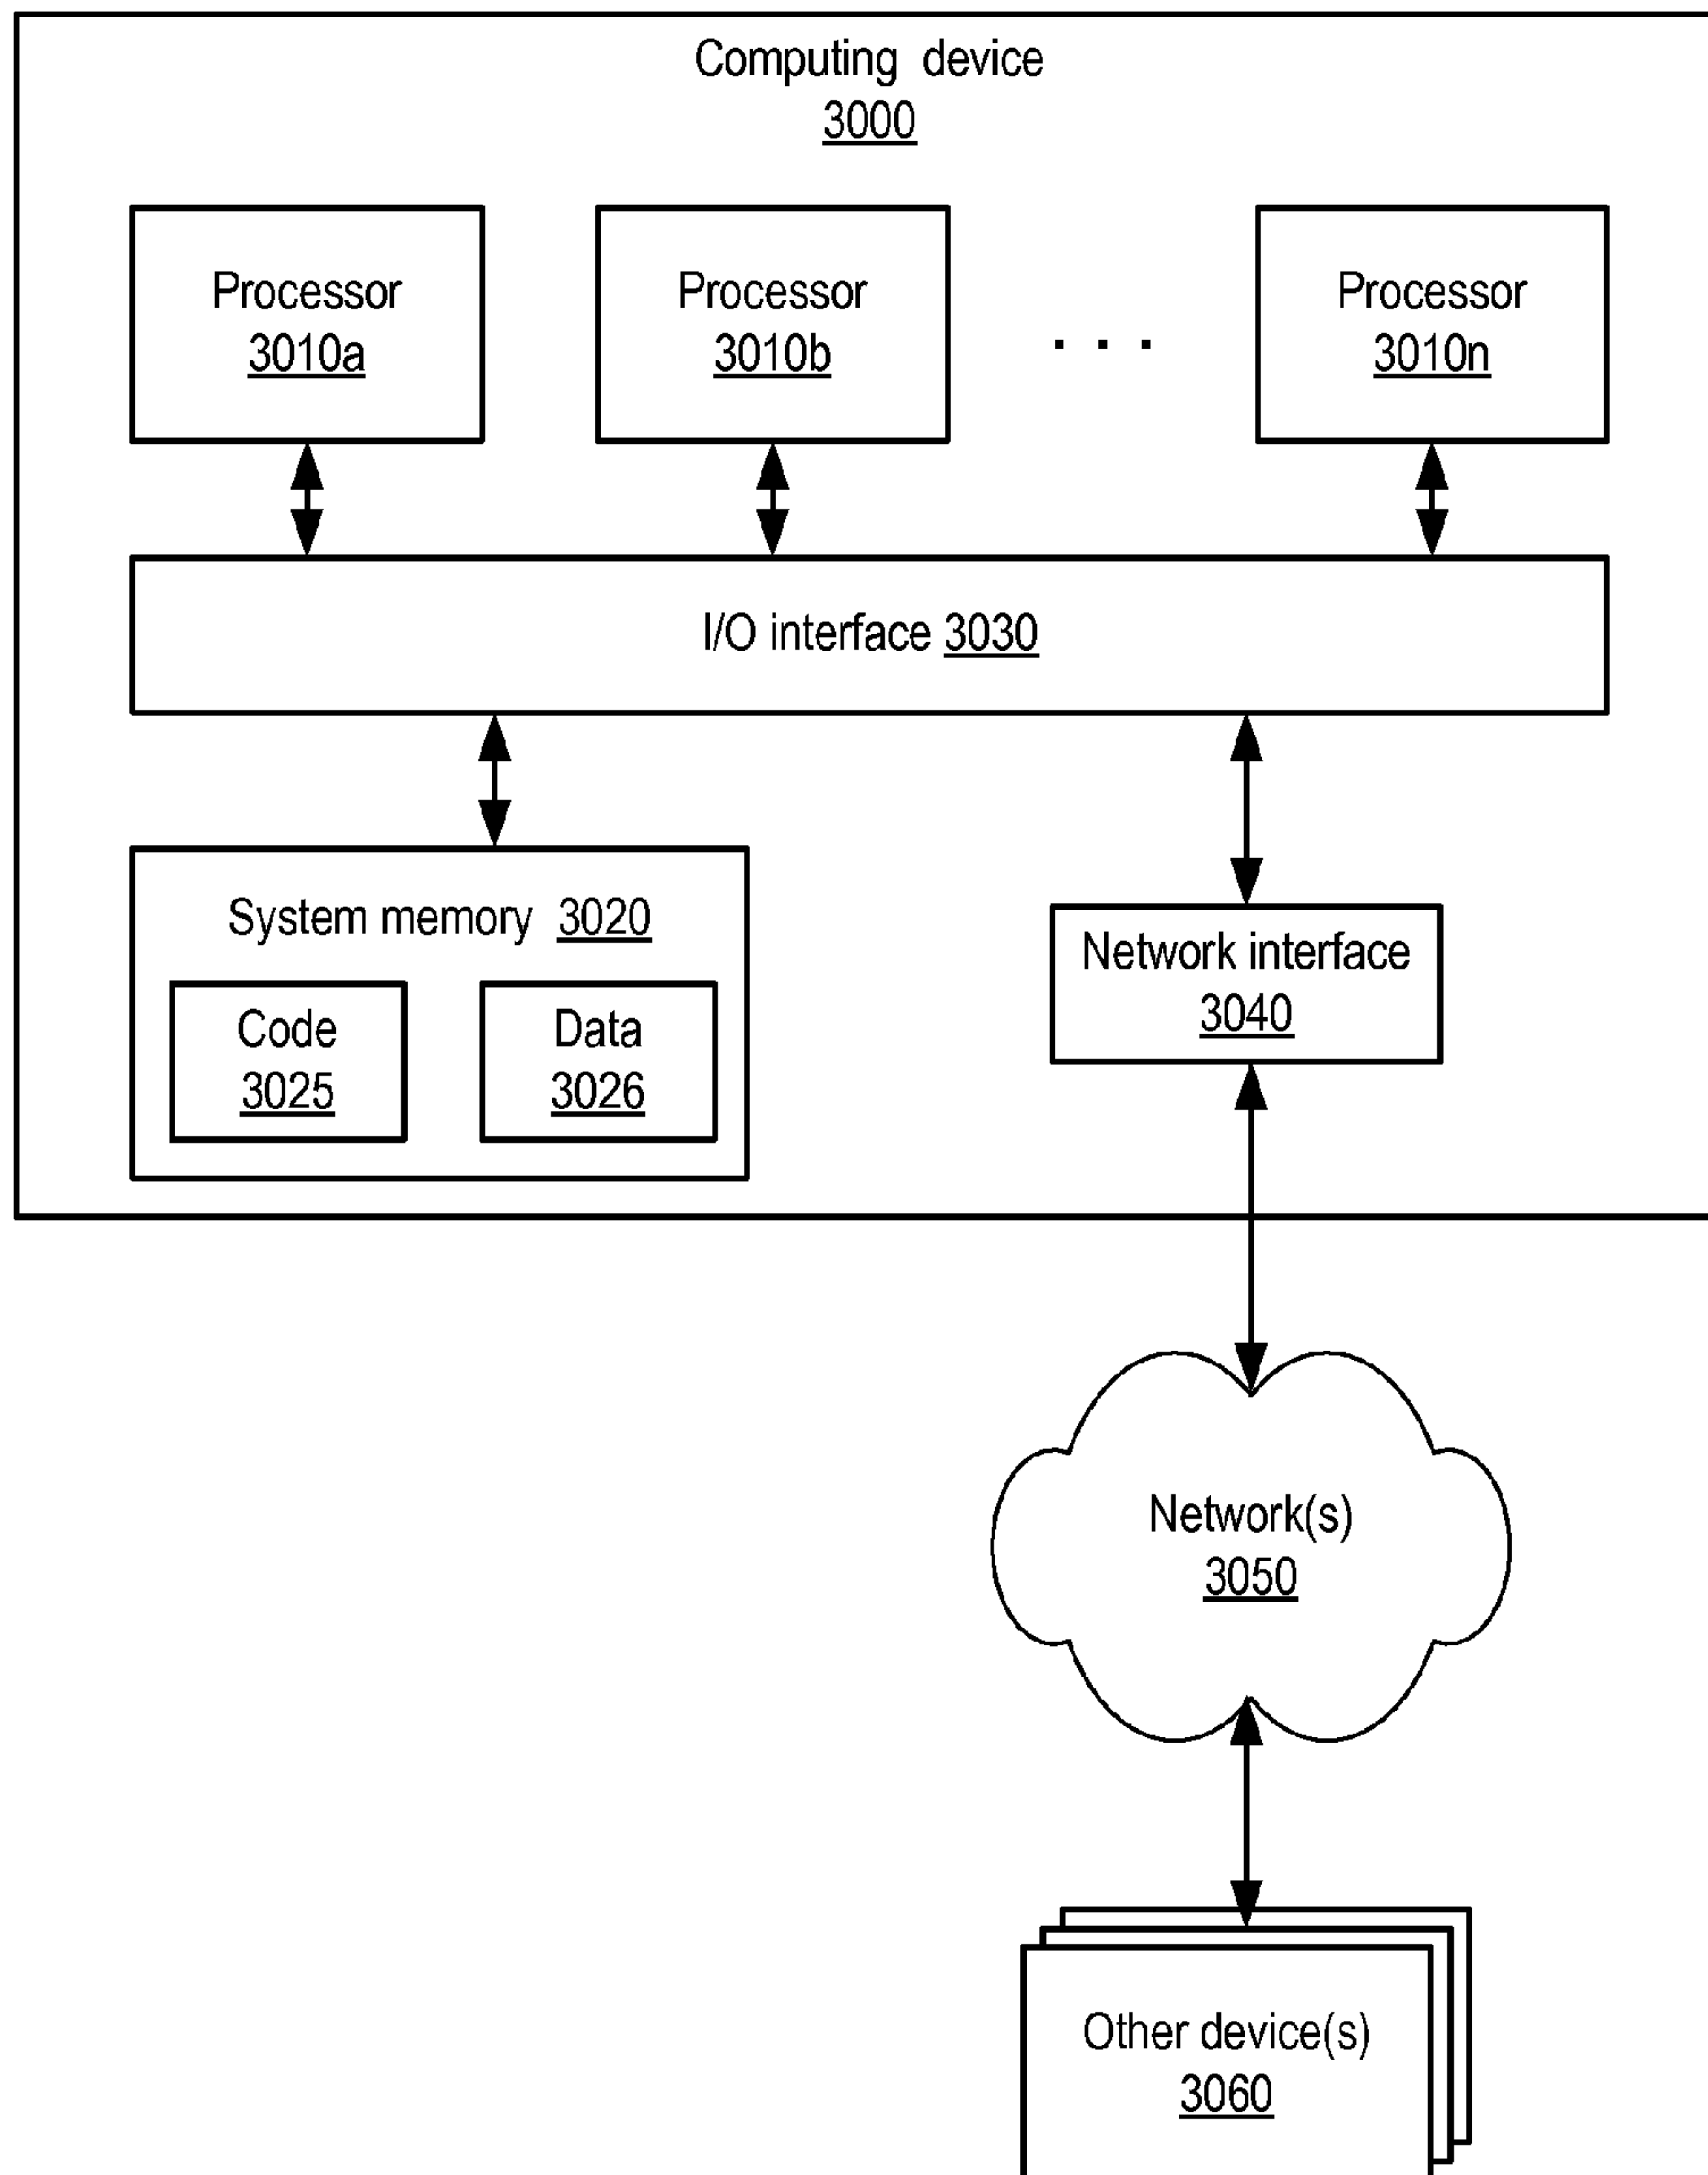 Computing device
3000
Processor
3010a
Processor
3010b
. . .
Processor
3010n
I/O interface 3030
System memory 3020
Code
3025
Data
3026
Network interface
3040
Network(s)
3050
Other device(s)
3060